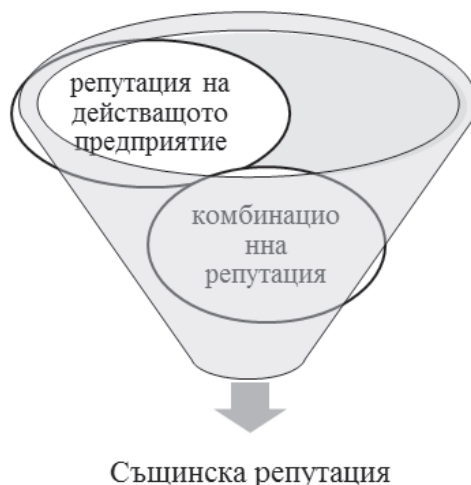 репутация на
действащото
предприятие
комбинацио
нна
репутация
Същинска репутация